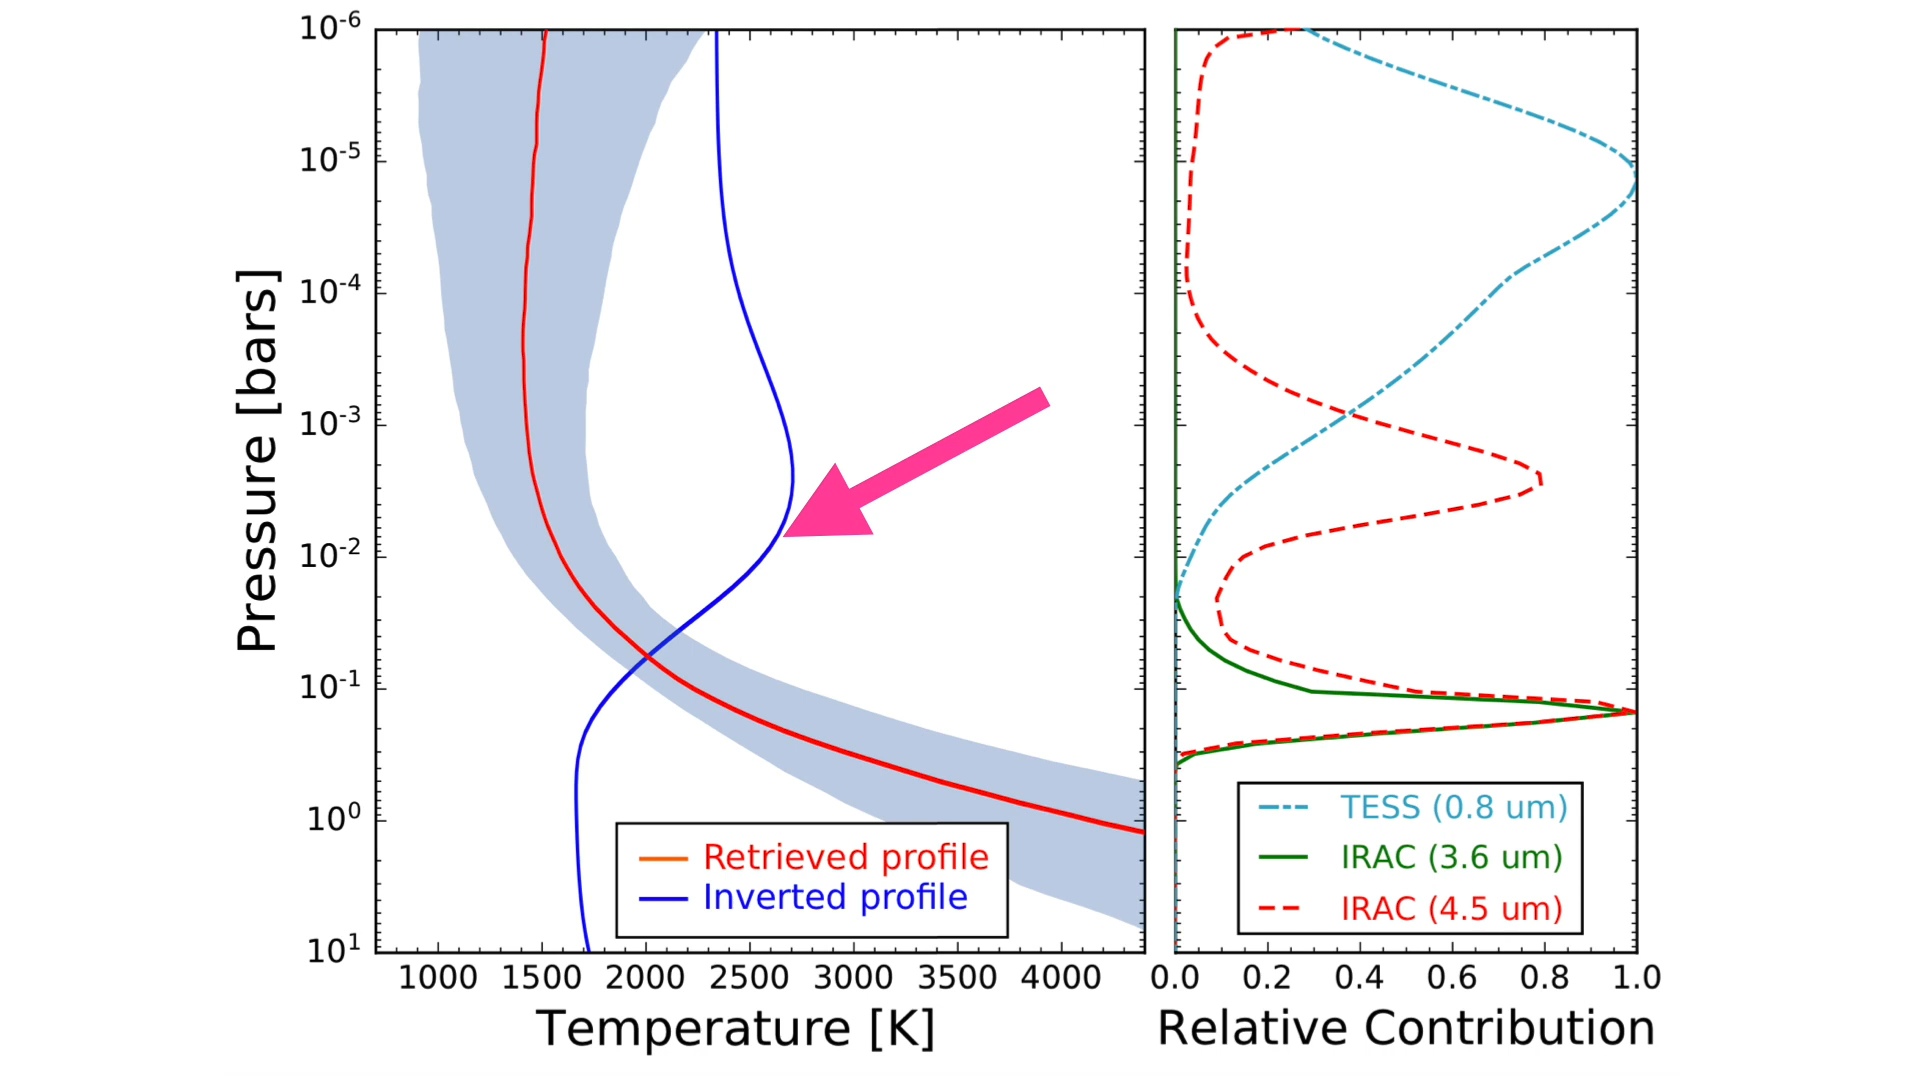 10⁻⁶
10⁻⁵
10⁻⁴
10⁻³
10⁻²
10⁻¹
10⁰
10¹
Pressure [bars]
Retrieved profile
Inverted profile
1000 1500 2000 2500 3000 3500 4000
Temperature [K]
TESS (0.8 um)
IRAC (3.6 um)
IRAC (4.5 um)
0.0 0.2 0.4 0.6 0.8 1.0
Relative Contribution